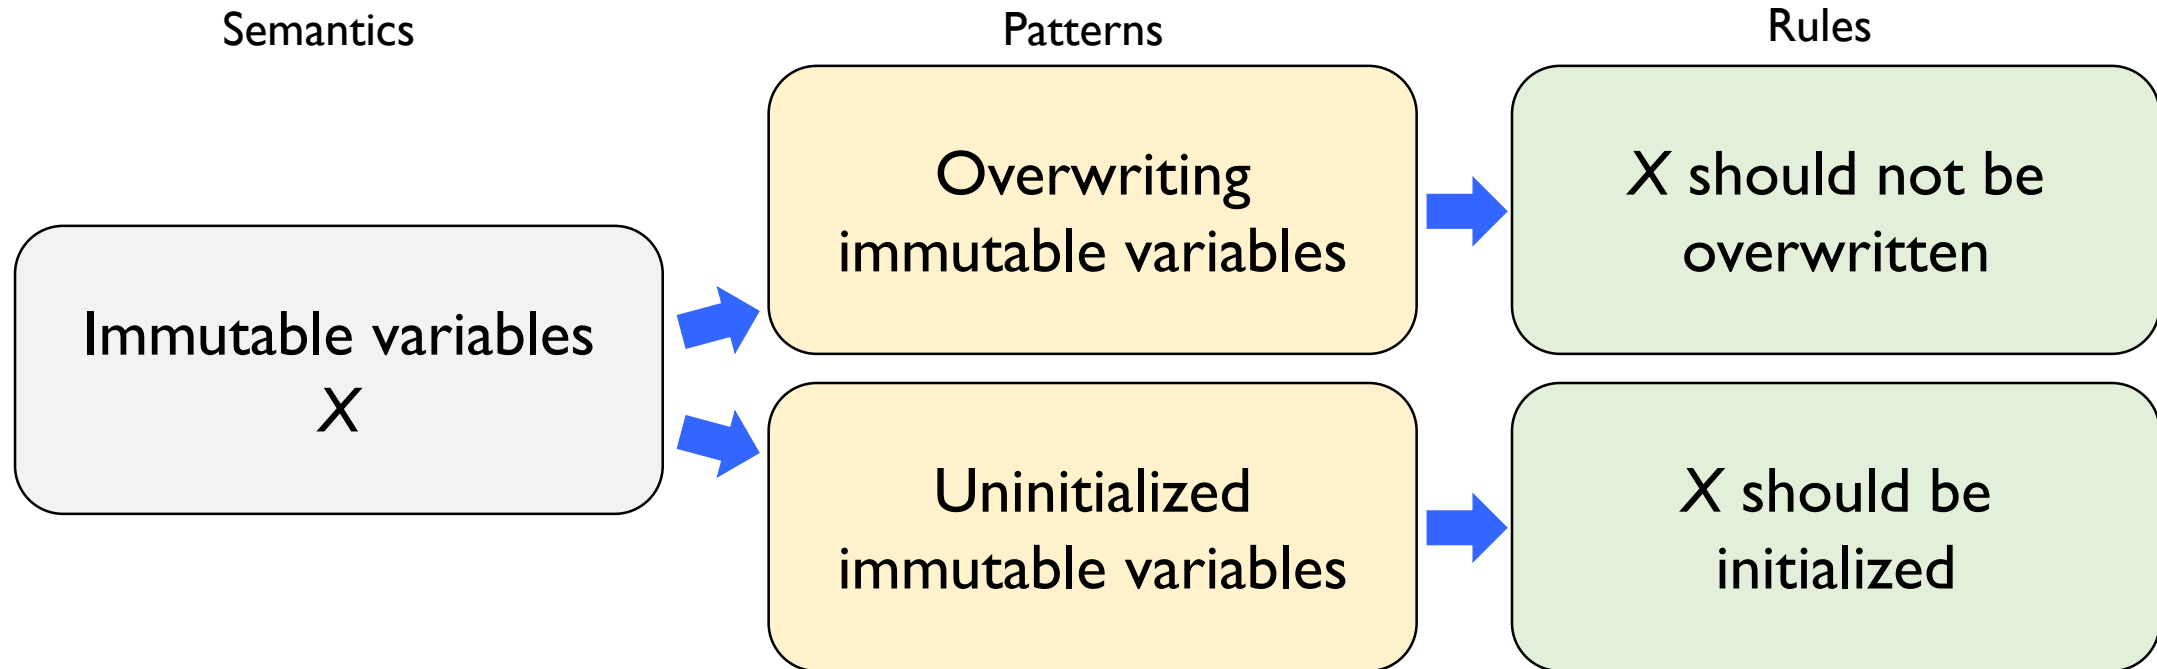 Semantics
Patterns
Rules
Immutable variables
X
Overwriting
immutable variables
X should not be
overwritten
Uninitialized
immutable variables
X should be
initialized